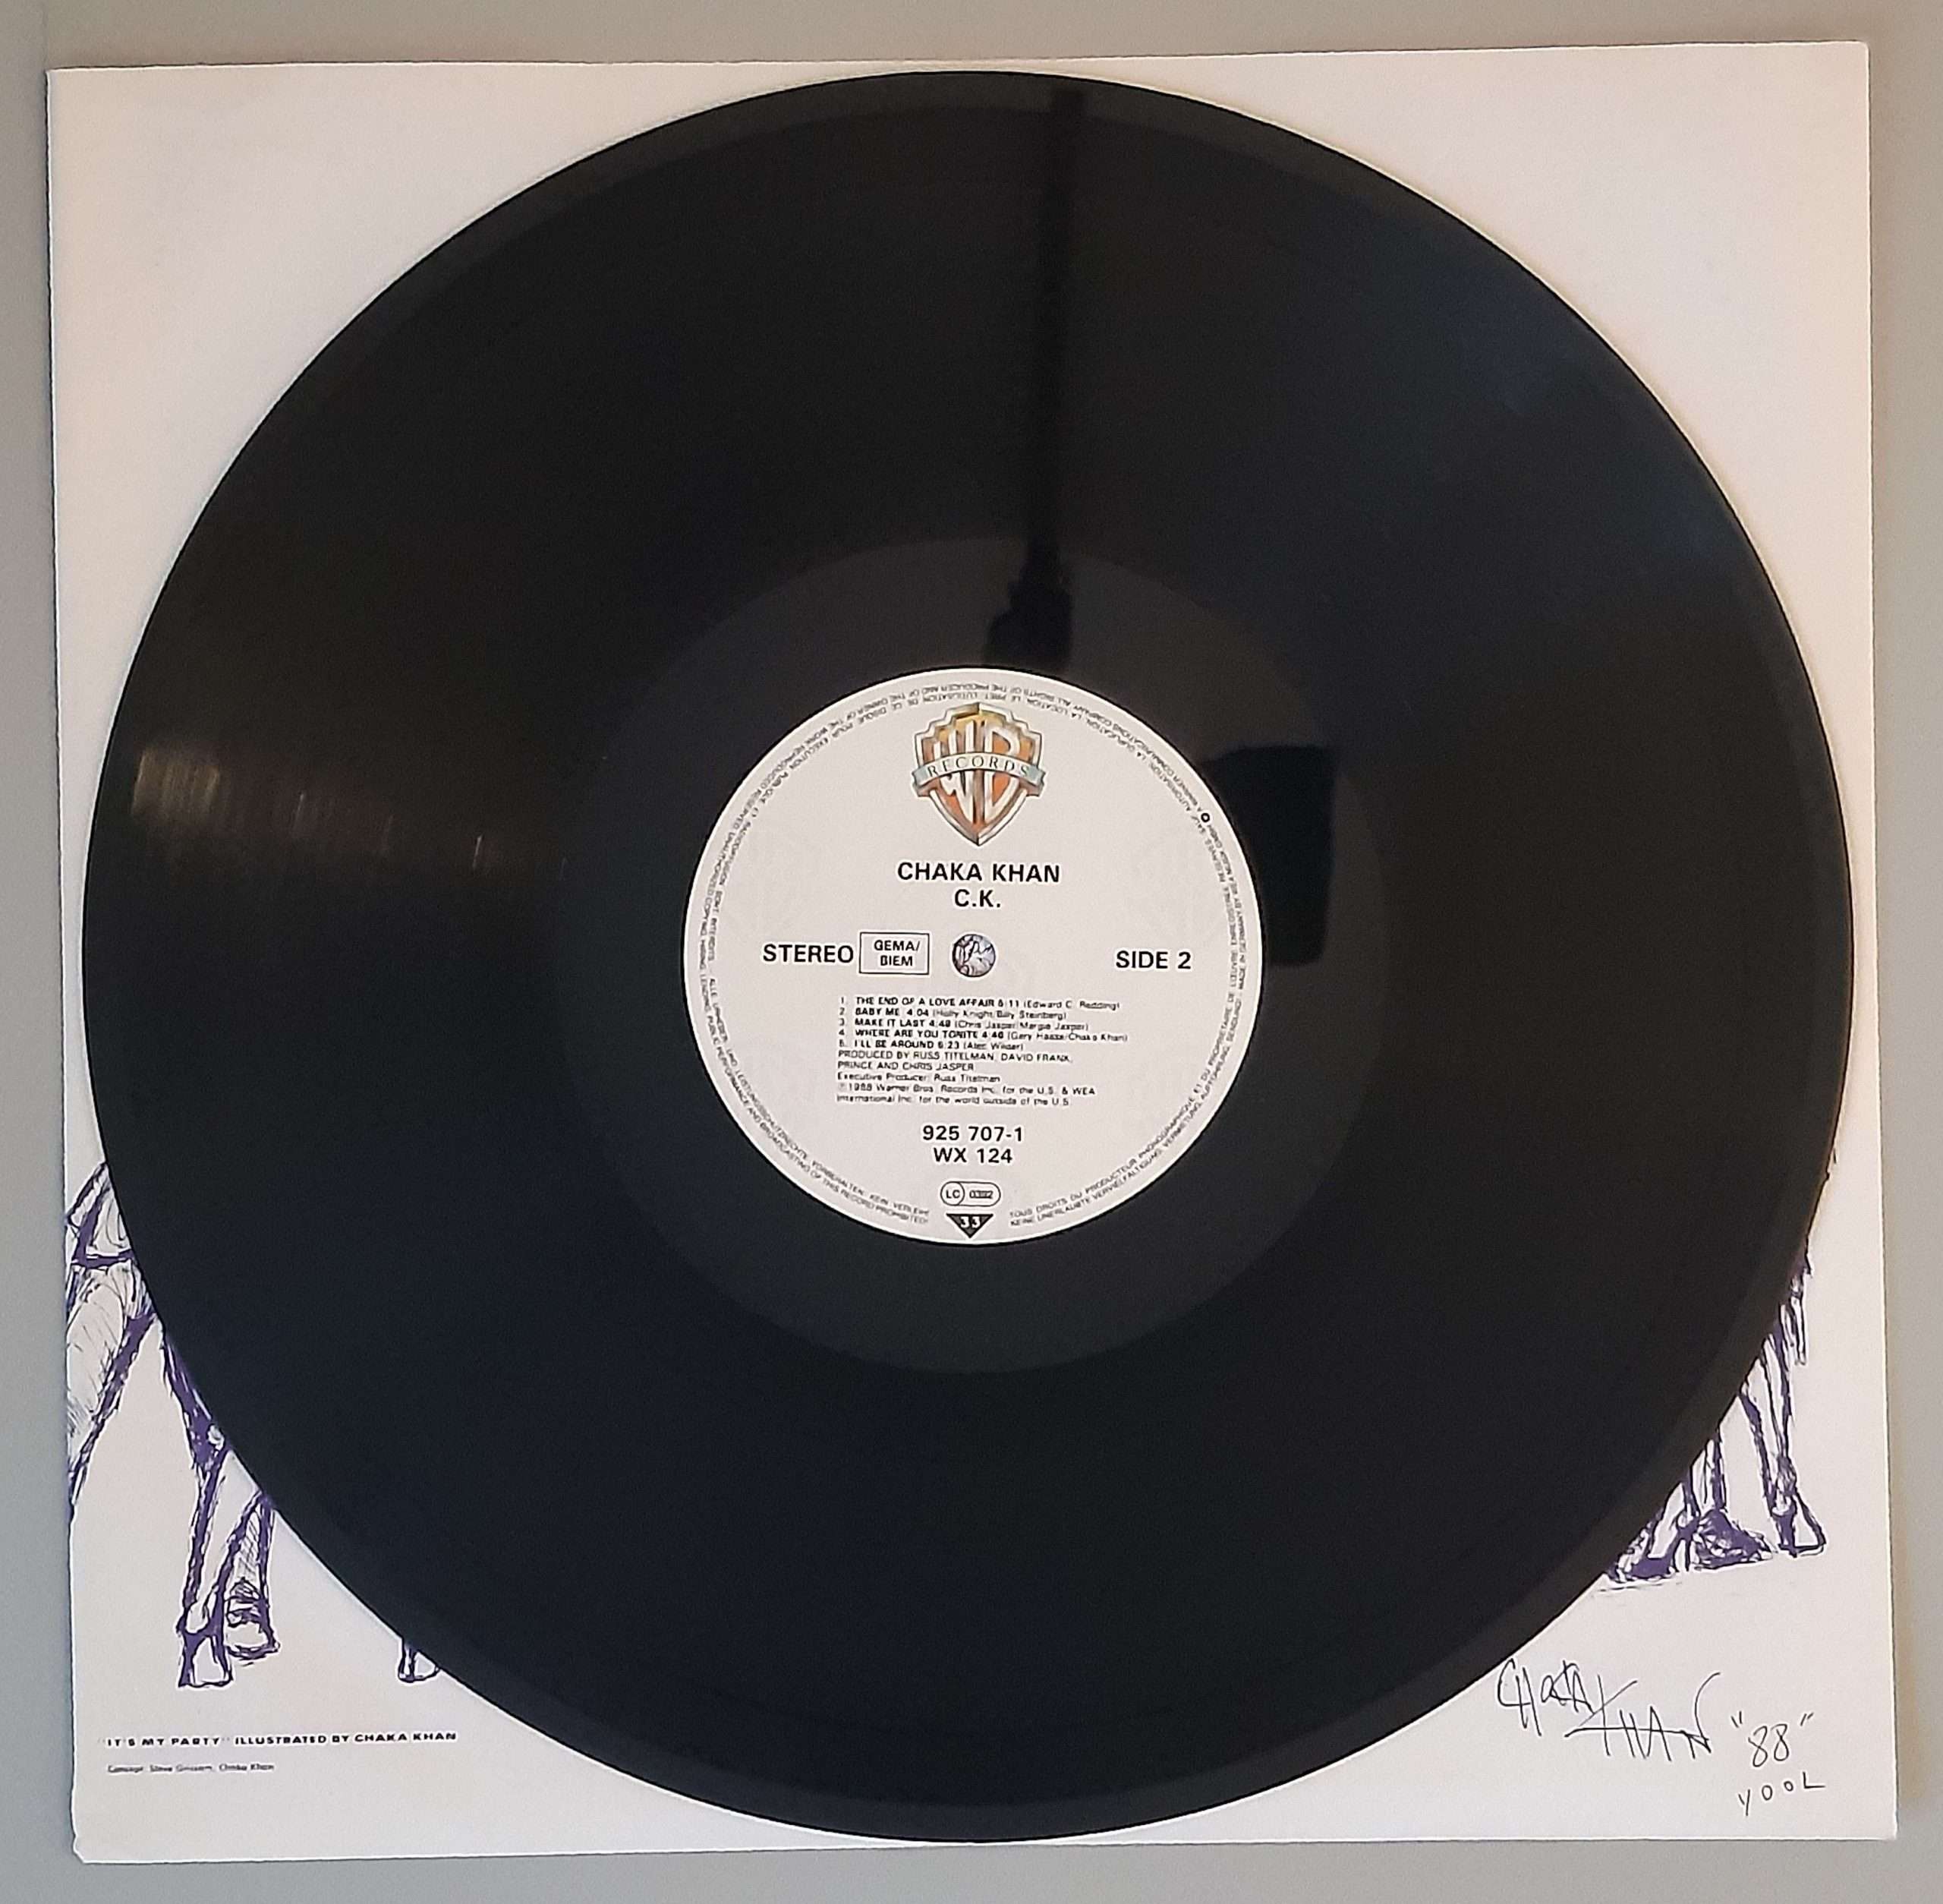 WB
RECORDS
CHAKA KHAN
C.K.
STEREO
GEMA/
BIEM
SIDE 2
1. THE END OF A LOVE AFFAIR 5:11 (Edward C. Redding)
2. BABY ME 4:04 (Holly Knight/Billy Steinberg)
3. MAKE IT LAST 4:49 (Chris Jasper/Margie Jasper)
4. WHERE ARE YOU TONITE 4:46 (Gary Haase/Chaka Khan)
5. I'LL BE AROUND 5:23 (Alec Wilder)
PRODUCED BY RUSS TITELMAN, DAVID FRANK,
PRINCE AND CHRIS JASPER
Executive Producer: Russ Titelman
℗ 1988 Warner Bros. Records Inc. for the U.S. & WEA
International Inc. for the world outside of the U.S.
925 707-1
WX 124
LC 0392
33
"IT'S MY PARTY" ILLUSTRATED BY CHAKA KHAN
CHAKA KHAN "88"
YOOL